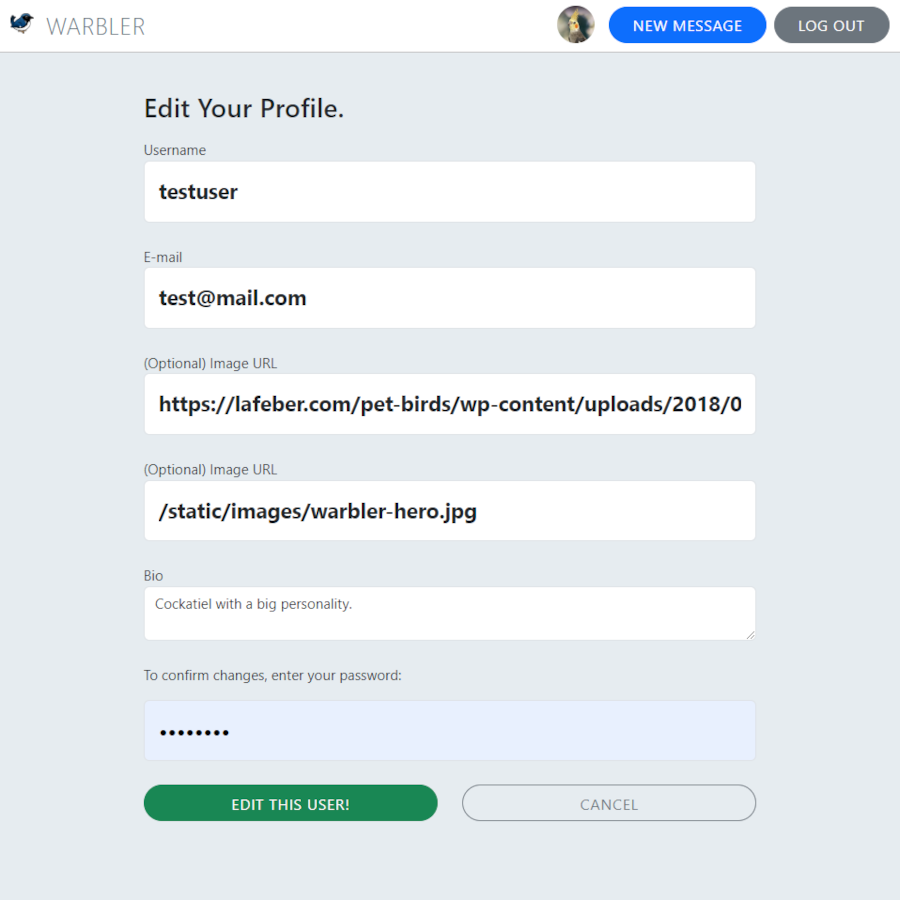 WARBLER
NEW MESSAGE
LOG OUT
Edit Your Profile.
Username
testuser
E-mail
test@mail.com
(Optional) Image URL
https://lafeber.com/pet-birds/wp-content/uploads/2018/0
(Optional) Image URL
/static/images/warbler-hero.jpg
Bio
Cockatiel with a big personality.
To confirm changes, enter your password:
••••••••
EDIT THIS USER!
CANCEL